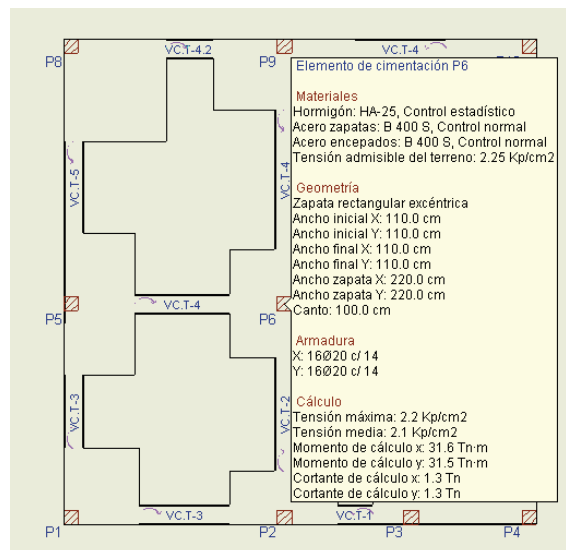 VC.T-4.2
VC.T-4
P8
P9
Elemento de cimentación P6
Materiales
Hormigón: HA-25, Control estadístico
Acero zapatas: B 400 S, Control normal
Acero encepados: B 400 S, Control normal
Tensión admisible del terreno: 2.25 Kp/cm2
VC.T-5
VC.T-4
Geometría
Zapata rectangular excéntrica
Ancho inicial X: 110.0 cm
Ancho inicial Y: 110.0 cm
Ancho final X: 110.0 cm
Ancho final Y: 110.0 cm
Ancho zapata X: 220.0 cm
Ancho zapata Y: 220.0 cm
Canto: 100.0 cm
VC.T-4
P5
P6
Armadura
X: 16Ø20 c/ 14
Y: 16Ø20 c/ 14
VC.T-3
VC.T-2
Cálculo
Tensión máxima: 2.2 Kp/cm2
Tensión media: 2.1 Kp/cm2
Momento de cálculo x: 31.6 Tn·m
Momento de cálculo y: 31.5 Tn·m
Cortante de cálculo x: 1.3 Tn
Cortante de cálculo y: 1.3 Tn
VC.T-3
VC.T-1
P1
P2
P3
P4